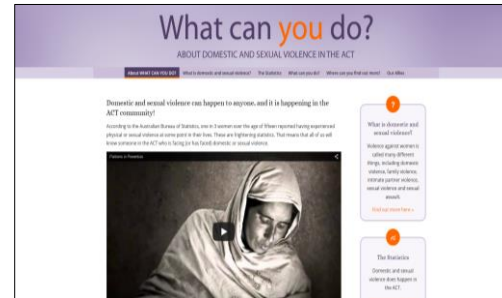 What can you do?
ABOUT DOMESTIC AND SEXUAL VIOLENCE IN THE ACT
About WHAT CAN YOU DO? What is domestic and sexual violence? The Statistics What can you do? Where can you find out more? Our Allies
Domestic and sexual violence can happen to anyone, and it is happening in the
ACT community!
According to the Australian Bureau of Statistics, one in 3 women over the age of fifteen reported having experienced
physical or sexual violence at some point in their lives. These are frightening statistics. That means that all of us will
know someone in the ACT who is facing (or has faced) domestic or sexual violence.
?
What is domestic and
sexual violence?
Violence against women is
called many different
things, including domestic
violence, family violence,
intimate partner violence,
sexual violence and sexual
assault.
Find out more here »
The Statistics
Domestic and sexual
violence does happen in
the ACT.